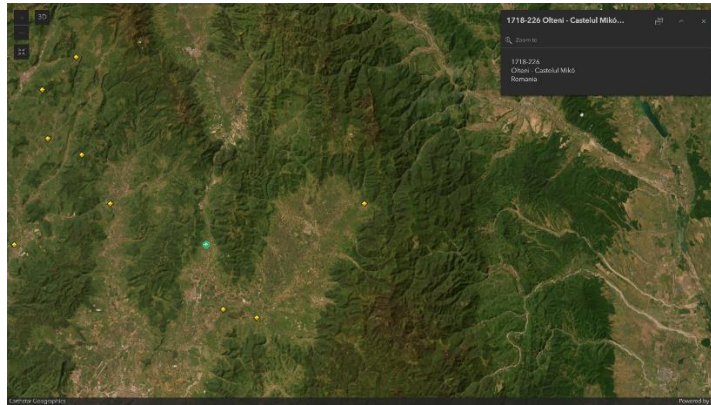 3D
1718-226 Olteni - Castelul Mikó...
Zoom to
1718-226
Olteni - Castelul Mikó
Romania
Earthstar Geographics
Powered by